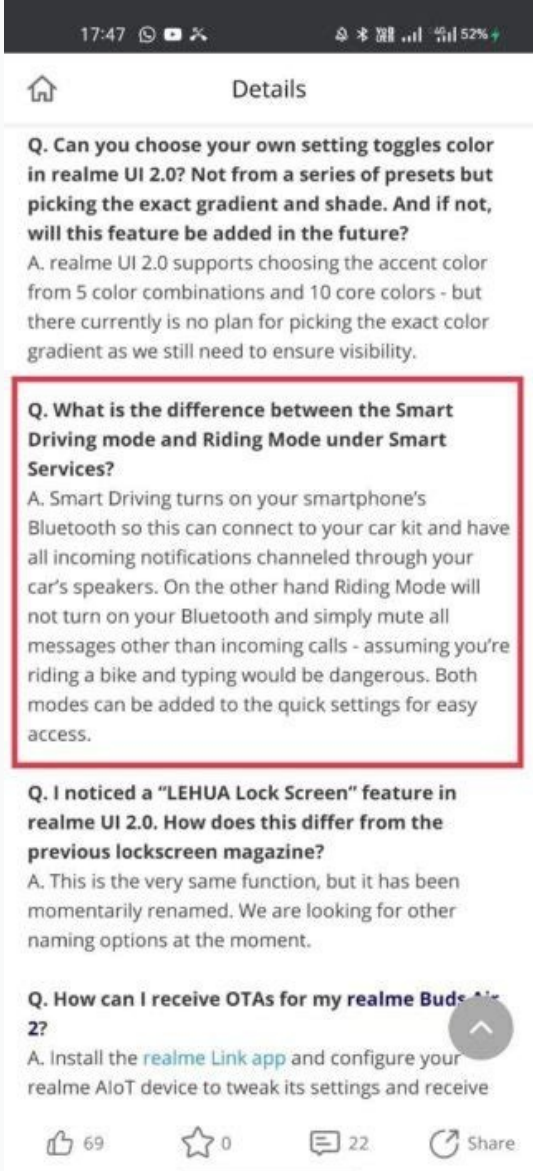 17:47 52%
Details
Q. Can you choose your own setting toggles color
in realme UI 2.0? Not from a series of presets but
picking the exact gradient and shade. And if not,
will this feature be added in the future?
A. realme UI 2.0 supports choosing the accent color
from 5 color combinations and 10 core colors - but
there currently is no plan for picking the exact color
gradient as we still need to ensure visibility.
Q. What is the difference between the Smart
Driving mode and Riding Mode under Smart
Services?
A. Smart Driving turns on your smartphone's
Bluetooth so this can connect to your car kit and have
all incoming notifications channeled through your
car's speakers. On the other hand Riding Mode will
not turn on your Bluetooth and simply mute all
messages other than incoming calls - assuming you're
riding a bike and typing would be dangerous. Both
modes can be added to the quick settings for easy
access.
Q. I noticed a "LEHUA Lock Screen" feature in
realme UI 2.0. How does this differ from the
previous lockscreen magazine?
A. This is the very same function, but it has been
momentarily renamed. We are looking for other
naming options at the moment.
Q. How can I receive OTAs for my realme Buds Air
2?
A. Install the realme Link app and configure your
realme AIoT device to tweak its settings and receive
69 0 22 Share